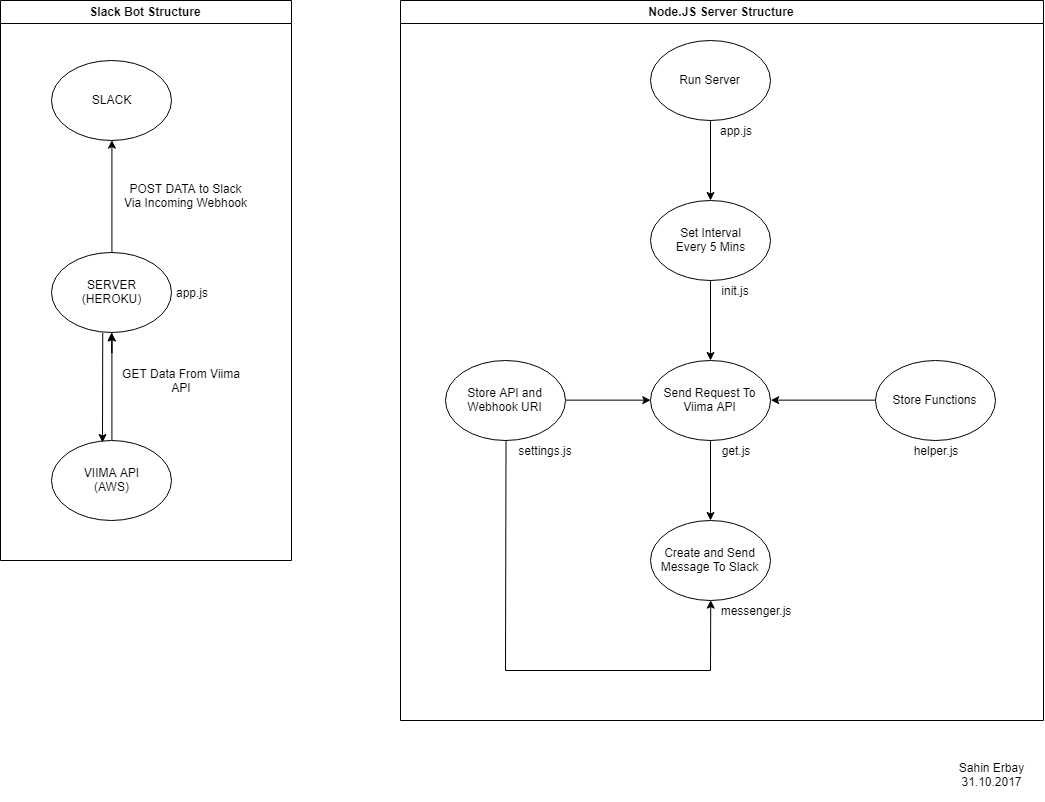 Slack Bot Structure
SLACK
POST DATA to Slack
Via Incoming Webhook
SERVER
(HEROKU)
app.js
GET Data From Viima
API
VIIMA API
(AWS)
Node.JS Server Structure
Run Server
app.js
Set Interval
Every 5 Mins
init.js
Store API and
Webhook URI
settings.js
Send Request To
Viima API
get.js
Store Functions
helper.js
Create and Send
Message To Slack
messenger.js
Sahin Erbay
31.10.2017